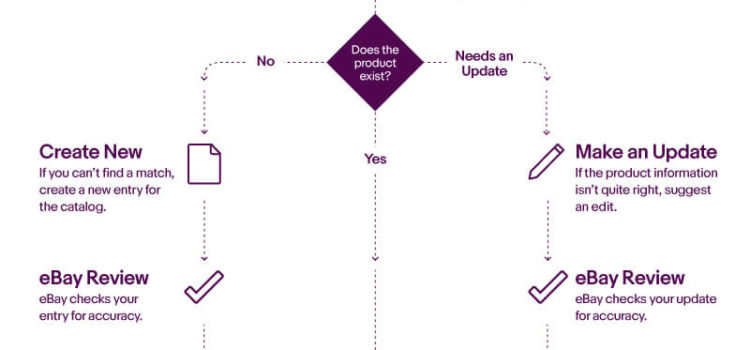 Does the
product
exist?
No
Needs an
Update
Create New
If you can't find a match,
create a new entry for
the catalog.
Yes
Make an Update
If the product information
isn't quite right, suggest
an edit.
eBay Review
eBay checks your
entry for accuracy.
eBay Review
eBay checks your update
for accuracy.